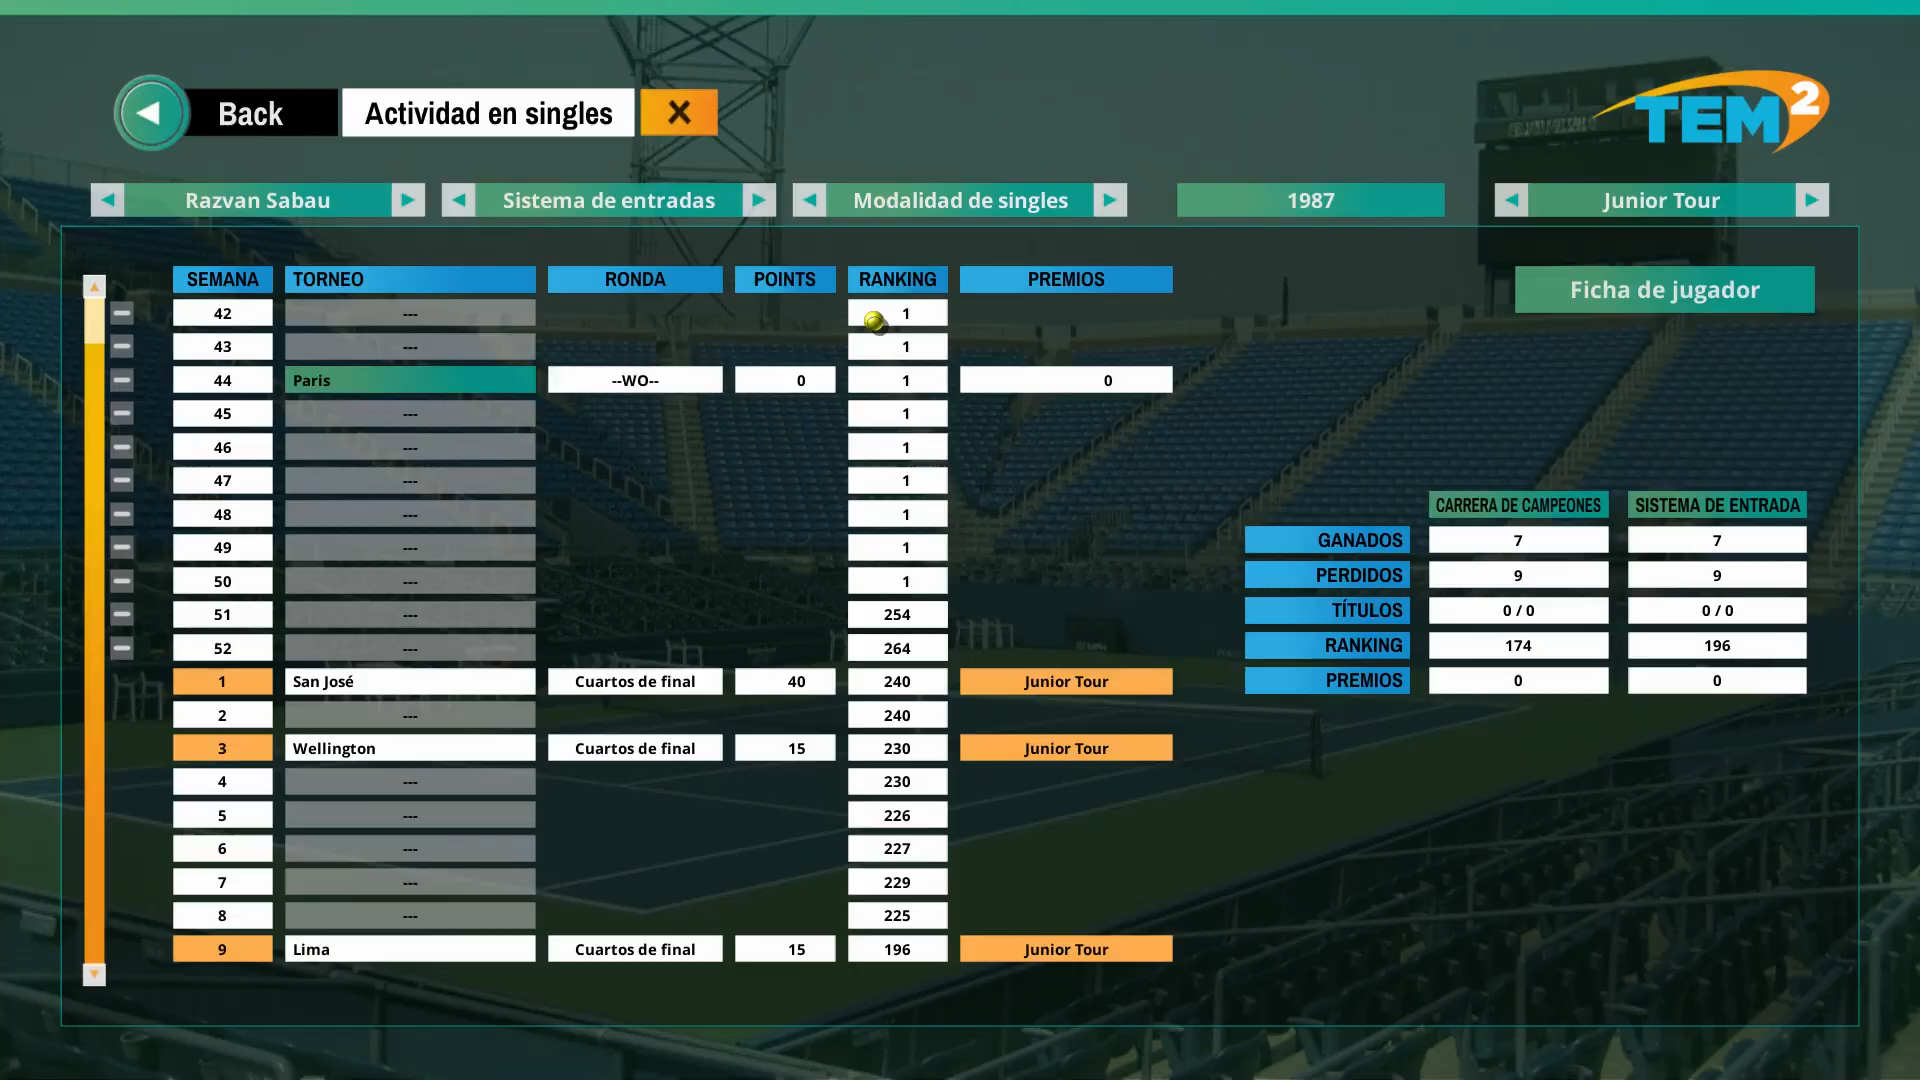 Back
Actividad en singles
TEM2
Razvan Sabau
Sistema de entradas
Modalidad de singles
1987
Junior Tour
SEMANA TORNEO RONDA POINTS RANKING PREMIOS
Ficha de jugador
42 --- 1
43 --- 1
44 Paris --WO-- 0 1 0
45 --- 1
46 --- 1
47 --- 1
48 --- 1
49 --- 1
50 --- 1
51 --- 254
52 --- 264
1 San José Cuartos de final 40 240 Junior Tour
2 --- 240
3 Wellington Cuartos de final 15 230 Junior Tour
4 --- 230
5 --- 226
6 --- 227
7 --- 229
8 --- 225
9 Lima Cuartos de final 15 196 Junior Tour
CARRERA DE CAMPEONES SISTEMA DE ENTRADA
GANADOS 7 7
PERDIDOS 9 9
TÍTULOS 0 / 0 0 / 0
RANKING 174 196
PREMIOS 0 0